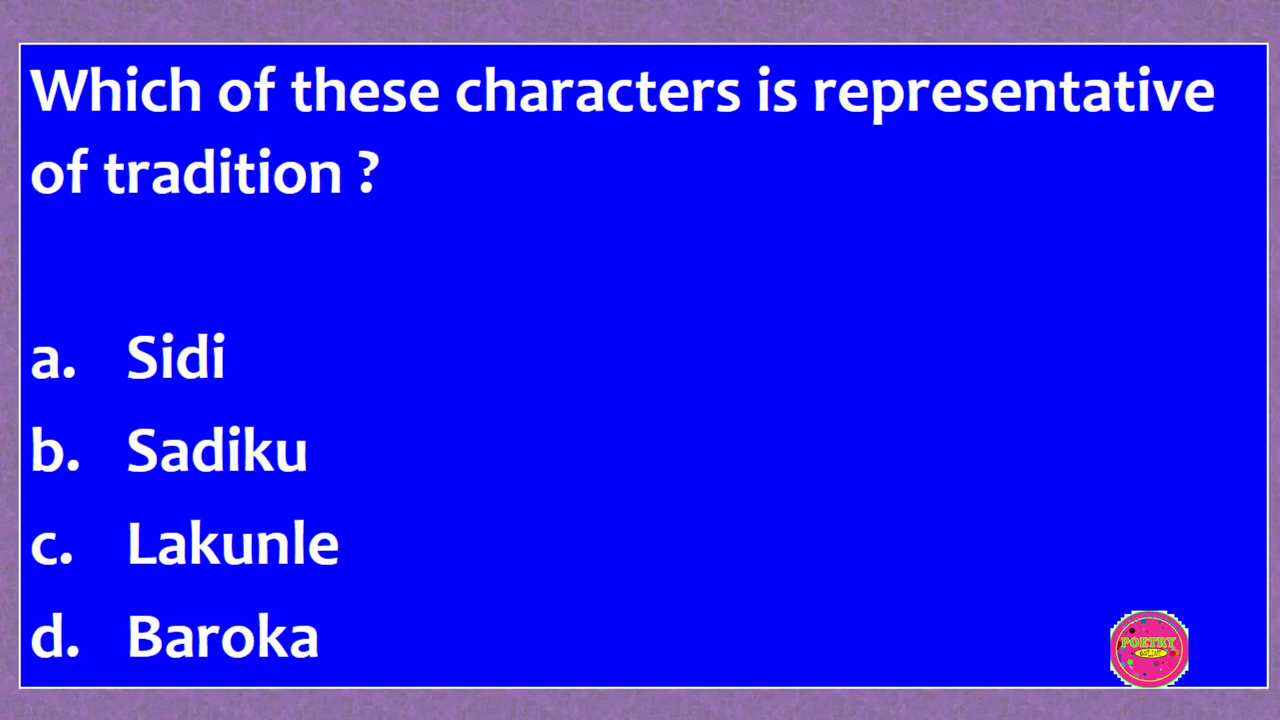 Which of these characters is representative
of tradition ?
a. Sidi
b. Sadiku
c. Lakunle
d. Baroka
POETRY